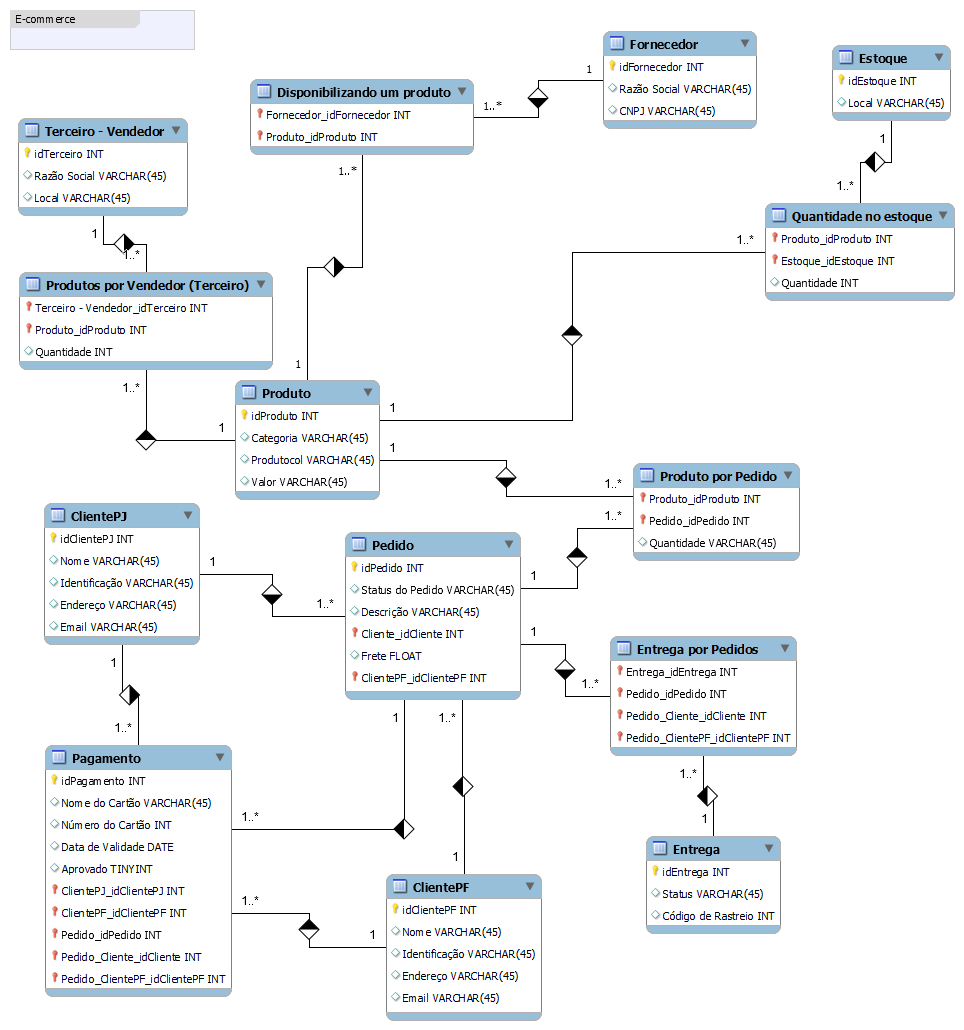 E-commerce
Fornecedor
idFornecedor INT
Razão Social VARCHAR(45)
CNPJ VARCHAR(45)
1
Estoque
idEstoque INT
Local VARCHAR(45)
1
1..*
Disponibilizando um produto
Fornecedor_idFornecedor INT
Produto_idProduto INT
1..*
1..*
1
Terceiro - Vendedor
idTerceiro INT
Razão Social VARCHAR(45)
Local VARCHAR(45)
1
1..*
Quantidade no estoque
Produto_idProduto INT
Estoque_idEstoque INT
Quantidade INT
1..*
1
Produtos por Vendedor (Terceiro)
Terceiro - Vendedor_idTerceiro INT
Produto_idProduto INT
Quantidade INT
1..*
1
Produto
idProduto INT
Categoria VARCHAR(45)
Produtocol VARCHAR(45)
Valor VARCHAR(45)
1
1..*
Produto por Pedido
Produto_idProduto INT
Pedido_idPedido INT
Quantidade VARCHAR(45)
1..*
1
ClientePJ
idClientePJ INT
Nome VARCHAR(45)
Identificação VARCHAR(45)
Endereço VARCHAR(45)
Email VARCHAR(45)
1
1..*
1
1..*
Pedido
idPedido INT
Status do Pedido VARCHAR(45)
Descrição VARCHAR(45)
Cliente_idCliente INT
Frete FLOAT
ClientePF_idClientePF INT
1
1..*
1
1..*
1..*
1
Entrega por Pedidos
Entrega_idEntrega INT
Pedido_idPedido INT
Pedido_Cliente_idCliente INT
Pedido_ClientePF_idClientePF INT
1..*
1
Pagamento
idPagamento INT
Nome do Cartão VARCHAR(45)
Número do Cartão INT
Data de Validade DATE
Aprovado TINYINT
ClientePJ_idClientePJ INT
ClientePF_idClientePF INT
Pedido_idPedido INT
Pedido_Cliente_idCliente INT
Pedido_ClientePF_idClientePF INT
1..*
1
ClientePF
idClientePF INT
Nome VARCHAR(45)
Identificação VARCHAR(45)
Endereço VARCHAR(45)
Email VARCHAR(45)
Entrega
idEntrega INT
Status VARCHAR(45)
Código de Rastreio INT